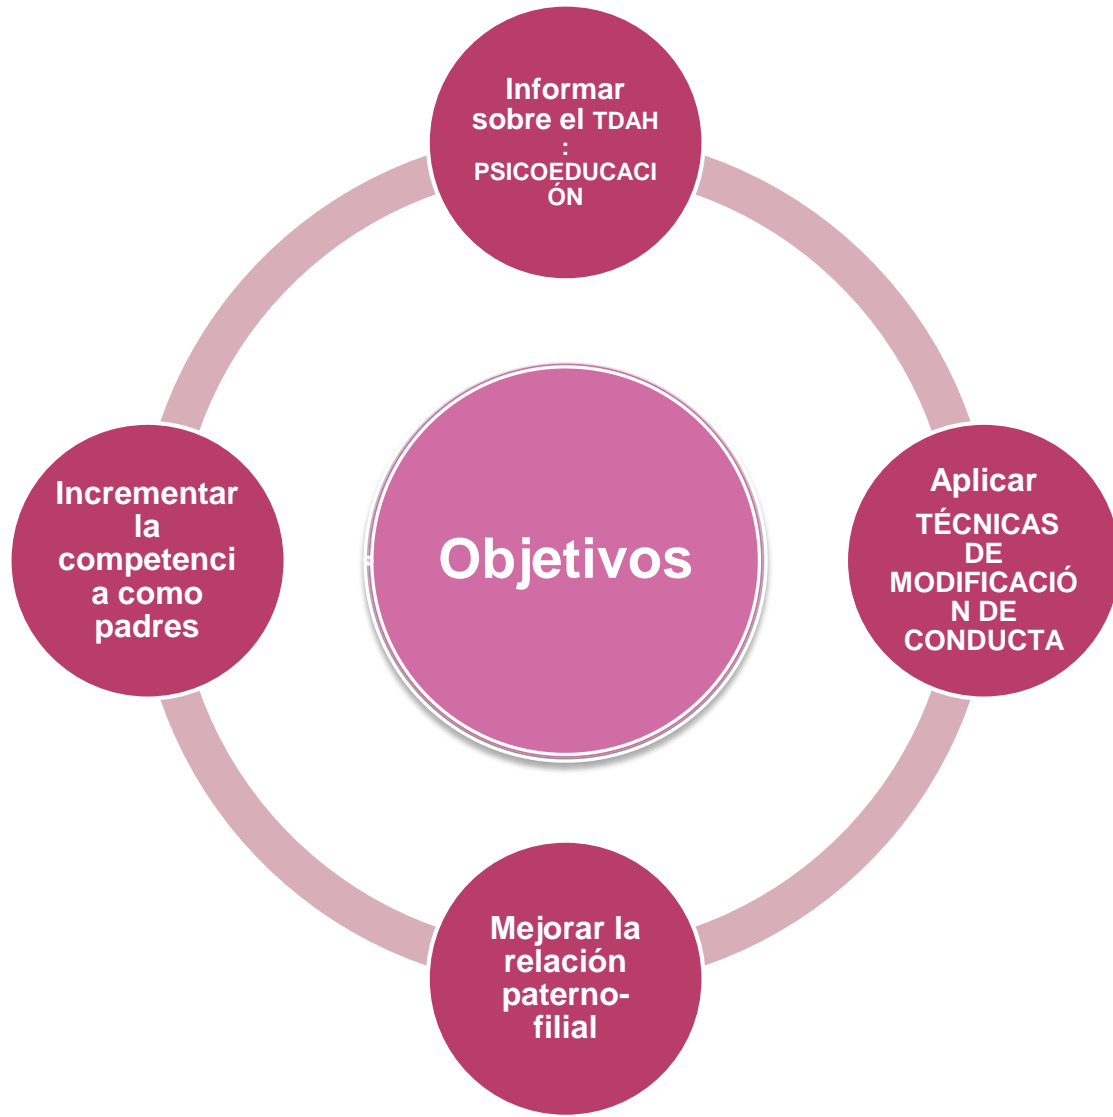 Informar
sobre el TDAH
:
PSICOEDUCACI
ÓN
Incrementar
la
competenci
a como
padres
Objetivos
Aplicar
TÉCNICAS
DE
MODIFICACIÓ
N DE
CONDUCTA
Mejorar la
relación
paterno-
filial